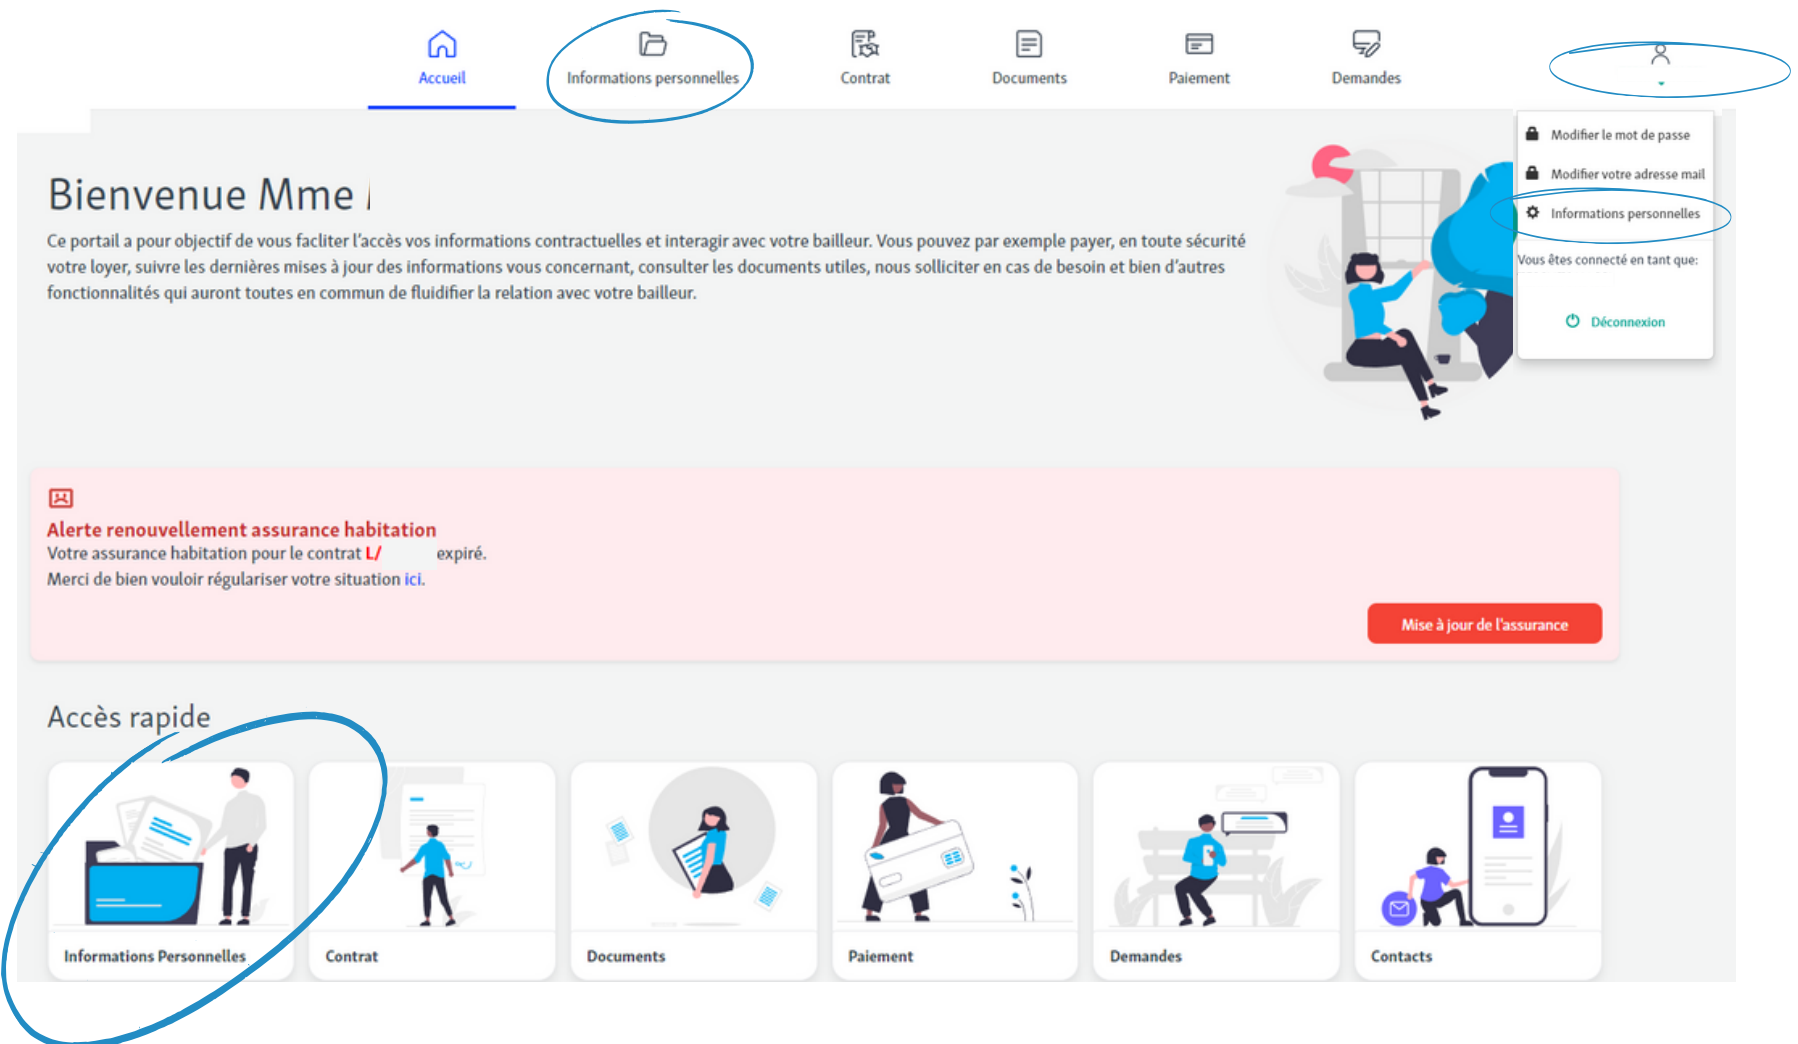 Accueil
Informations personnelles
Contrat
Documents
Paiement
Demandes
Modifier le mot de passe
Modifier votre adresse mail
Informations personnelles
Vous êtes connecté en tant que:
Déconnexion
Bienvenue Mme
Ce portail a pour objectif de vous facliter l'accès vos informations contractuelles et interagir avec votre bailleur. Vous pouvez par exemple payer, en toute sécurité
votre loyer, suivre les dernières mises à jour des informations vous concernant, consulter les documents utiles, nous solliciter en cas de besoin et bien d'autres
fonctionnalités qui auront toutes en commun de fluidifier la relation avec votre bailleur.
Alerte renouvellement assurance habitation
Votre assurance habitation pour le contrat L/ expiré.
Merci de bien vouloir régulariser votre situation ici.
Mise à jour de l'assurance
Accès rapide
Informations Personnelles
Contrat
Documents
Paiement
Demandes
Contacts